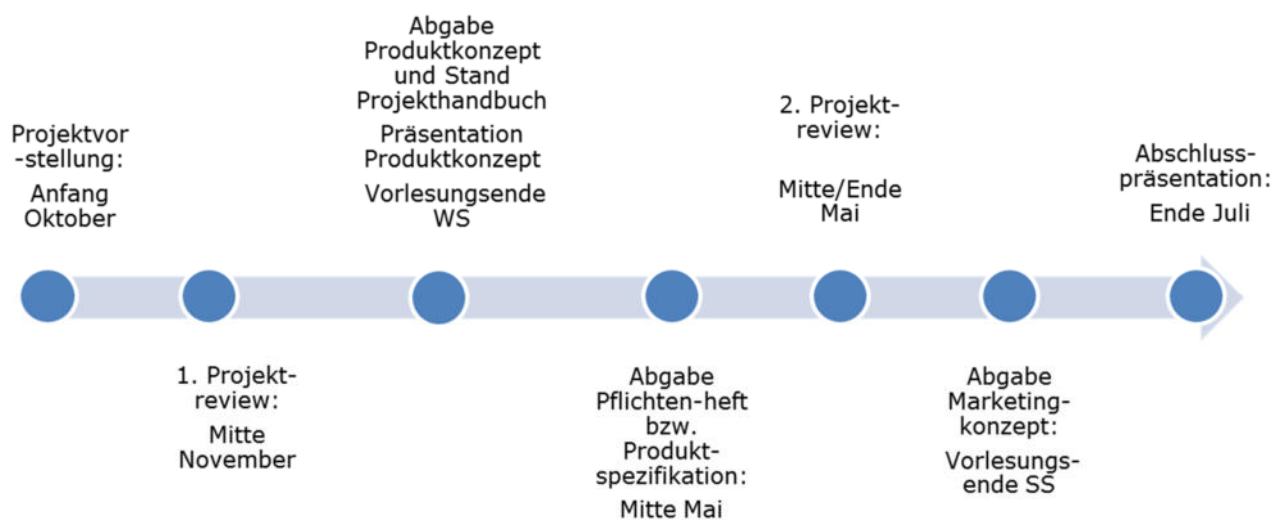 Projektvor
-stellung:
Anfang
Oktober
1. Projekt-
review:
Mitte
November
Abgabe
Produktkonzept
und Stand
Projekthandbuch
Präsentation
Produktkonzept
Vorlesungsende
WS
Abgabe
Pflichten-heft
bzw.
Produkt-
spezifikation:
Mitte Mai
2. Projekt-
review:
Mitte/Ende
Mai
Abgabe
Marketing-
konzept:
Vorlesungs-
ende SS
Abschluss-
präsentation:
Ende Juli